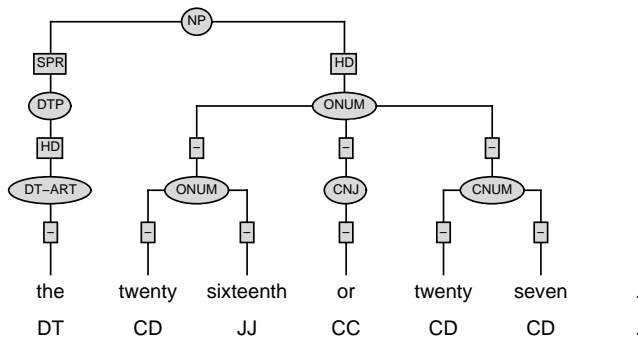 NP
SPR HD
DTP ONUM
HD – – –
DT–ART ONUM CNJ CNUM
– – – – – –
the twenty sixteenth or twenty seven .
DT CD JJ CC CD CD .